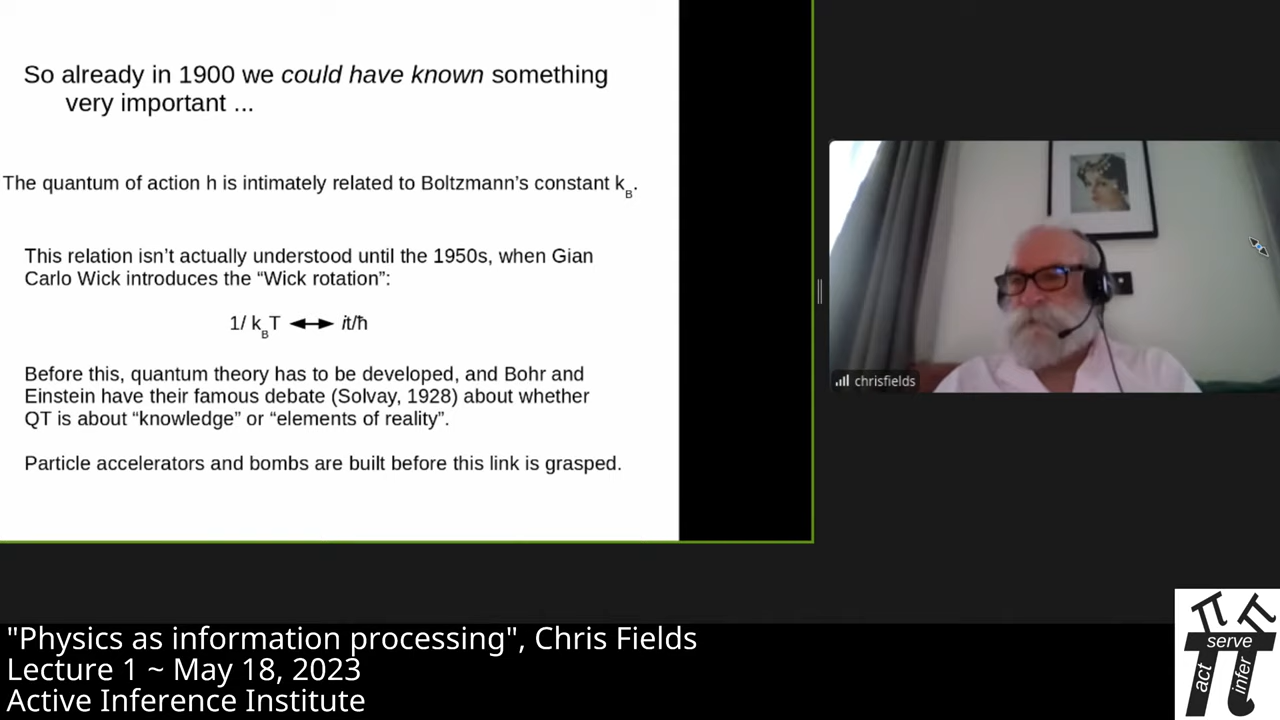 So already in 1900 we could have known something
very important ...
The quantum of action h is intimately related to Boltzmann's constant kB.
This relation isn't actually understood until the 1950s, when Gian
Carlo Wick introduces the “Wick rotation”:
1/ kBT ⟷ it/ħ
Before this, quantum theory has to be developed, and Bohr and
Einstein have their famous debate (Solvay, 1928) about whether
QT is about “knowledge” or “elements of reality”.
Particle accelerators and bombs are built before this link is grasped.
chrisfields
"Physics as information processing", Chris Fields
Lecture 1 ~ May 18, 2023
Active Inference Institute
serve
act
infer